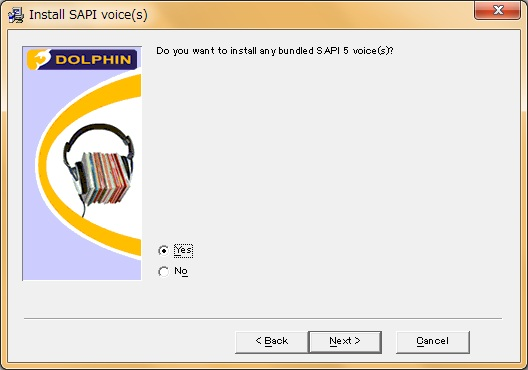 Install SAPI voice(s)
DOLPHIN
Do you want to install any bundled SAPI 5 voice(s)?
Yes
No
< Back
Next >
Cancel